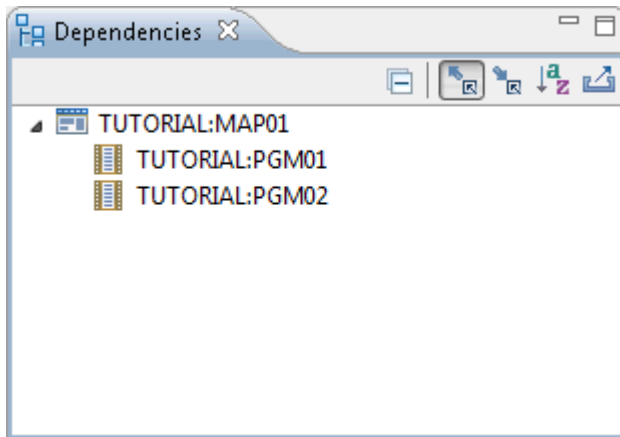 Dependencies
a
z
TUTORIAL:MAP01
TUTORIAL:PGM01
TUTORIAL:PGM02